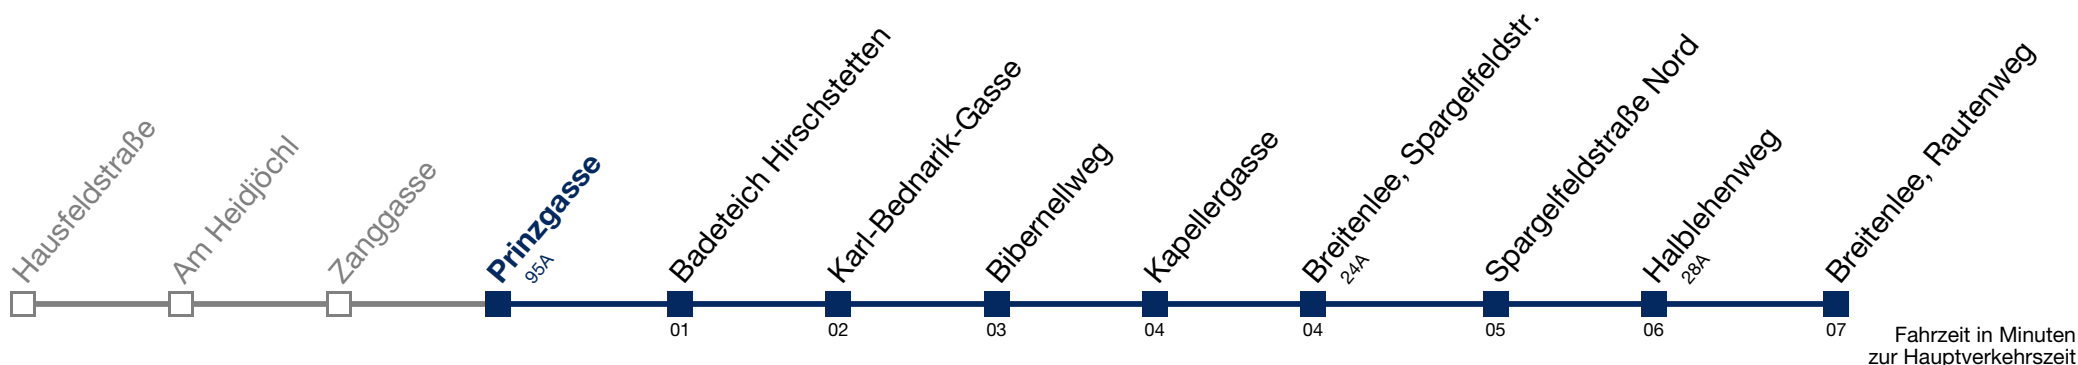 Hausfeldstraße
Am Heidjöchl
Zanggasse
Prinzgasse
95A
Badeteich Hirschstetten
Karl-Bednarik-Gasse
Bibernellweg
Kapellergasse
Breitenlee, Spargelfeldstr.
24A
Spargelfeldstraße Nord
Halblehenweg
28A
Breitenlee, Rautenweg
01
02
03
04
04
05
06
07
Fahrzeit in Minuten
zur Hauptverkehrszeit